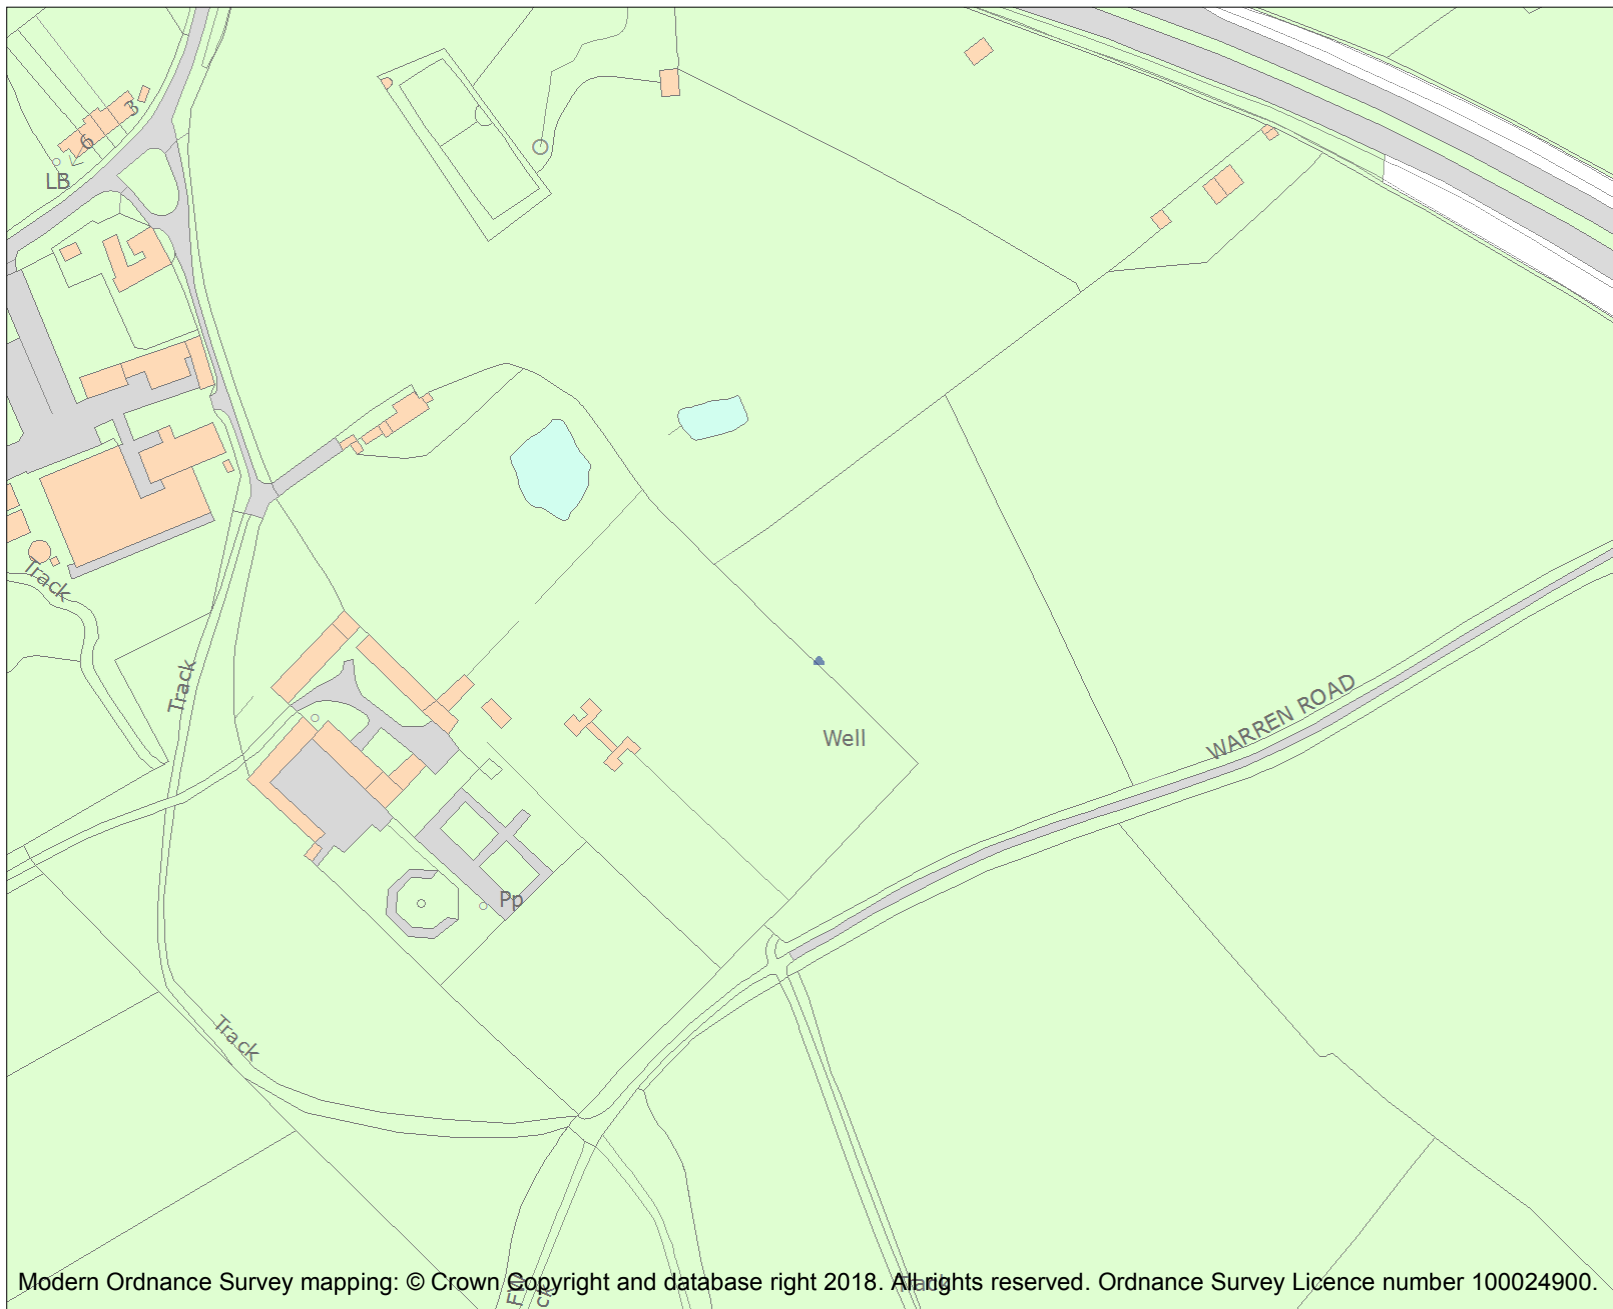 3
6
LB
Track
Track
WARREN ROAD
Well
Pp
Track
Track
Modern Ordnance Survey mapping: © Crown Copyright and database right 2018. All rights reserved. Ordnance Survey Licence number 100024900.